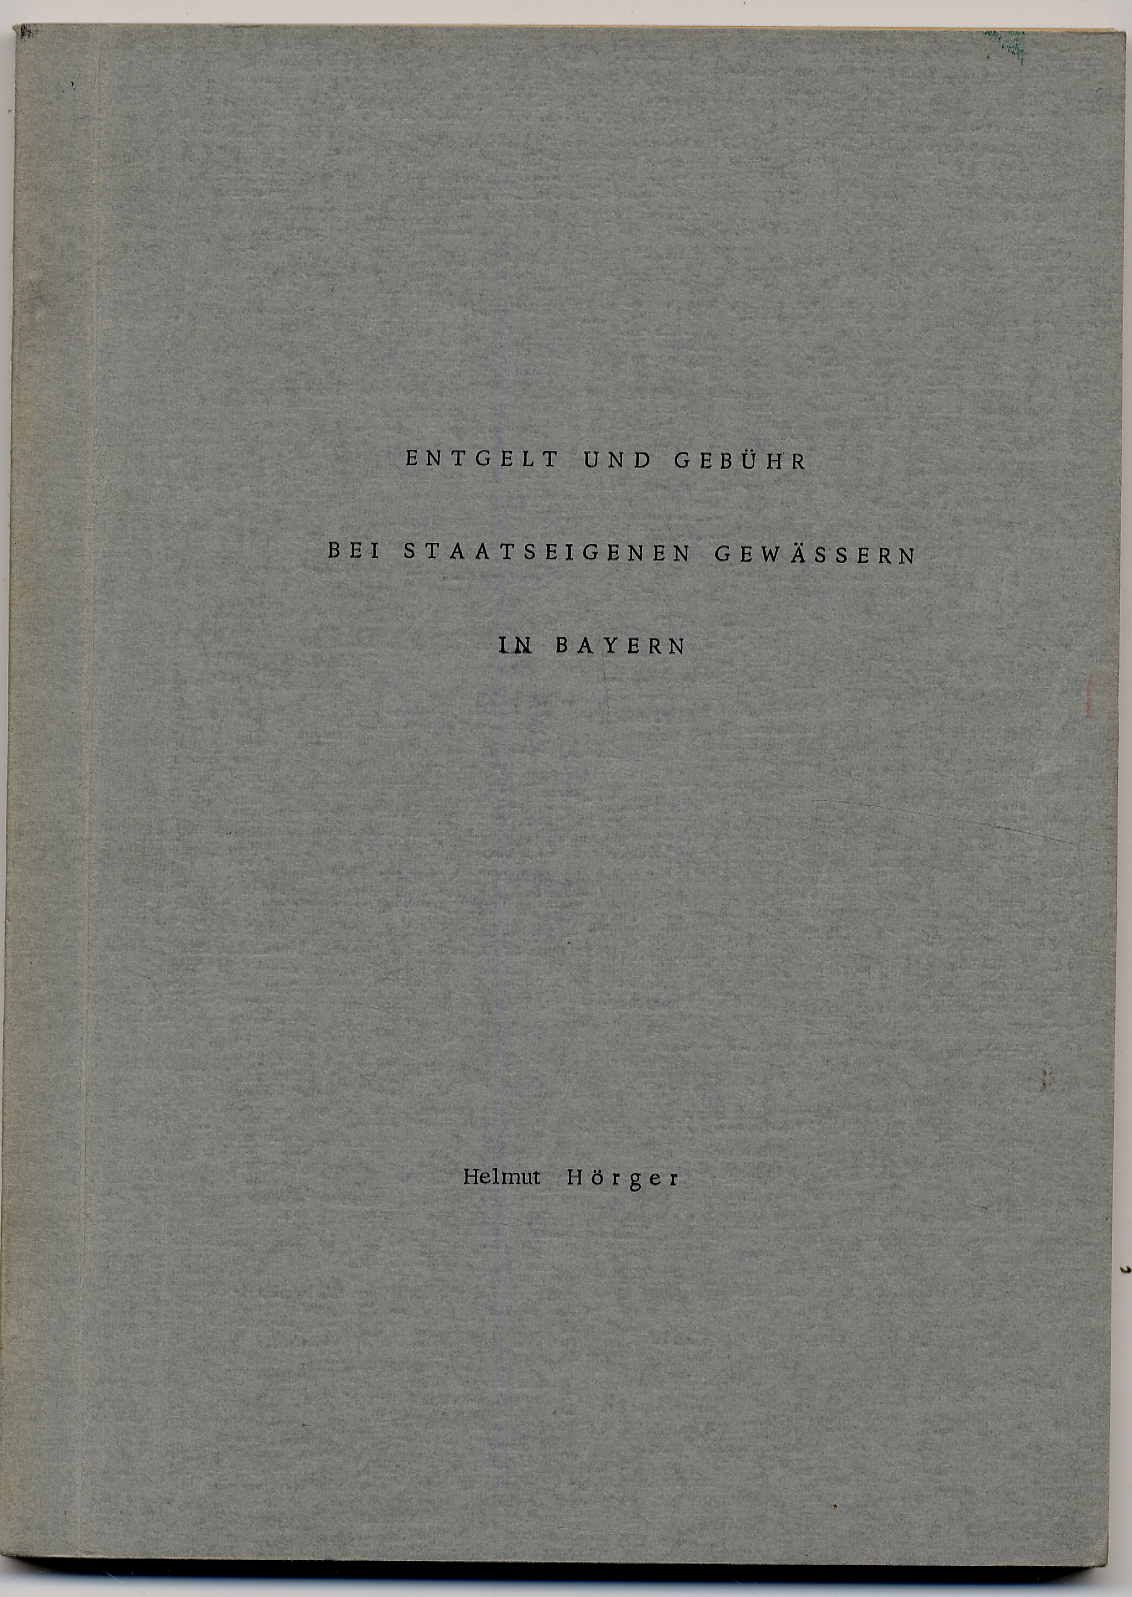 ENTGELT UND GEBÜHR
BEI STAATSEIGENEN GEWÄSSERN
IN BAYERN
Helmut Hörger